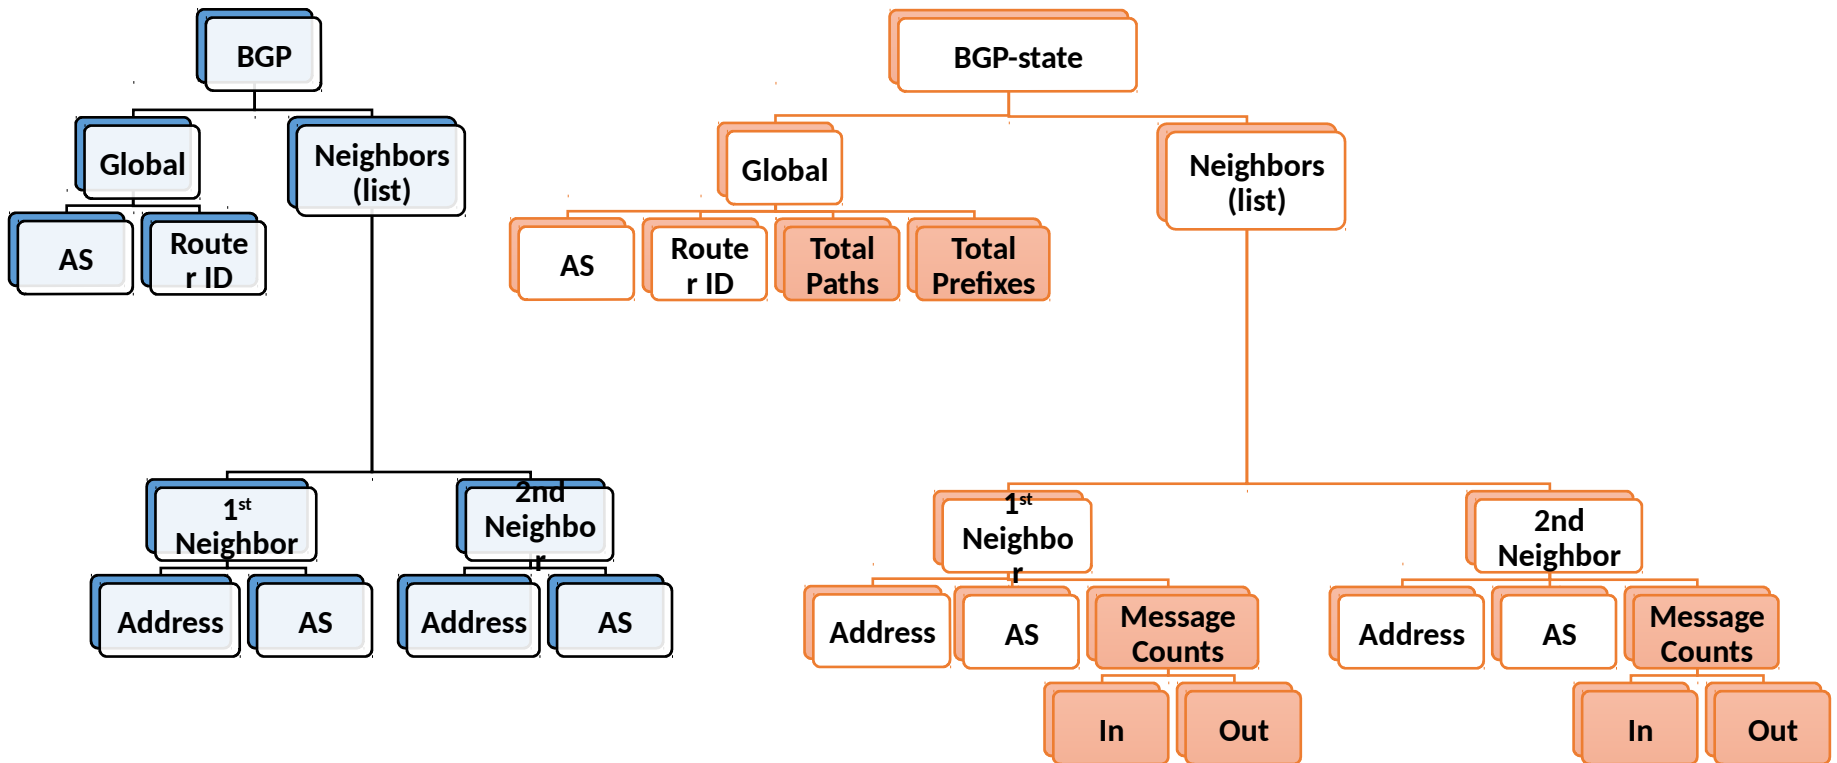 BGP
Global
Neighbors
(list)
AS
Route
r ID
1st
Neighbor
2nd
Neighbo
r
Address
AS
Address
AS
BGP-state
Global
Neighbors
(list)
AS
Route
r ID
Total
Paths
Total
Prefixes
1st
Neighbo
r
2nd
Neighbor
Address
AS
Message
Counts
In
Out
Address
AS
Message
Counts
In
Out